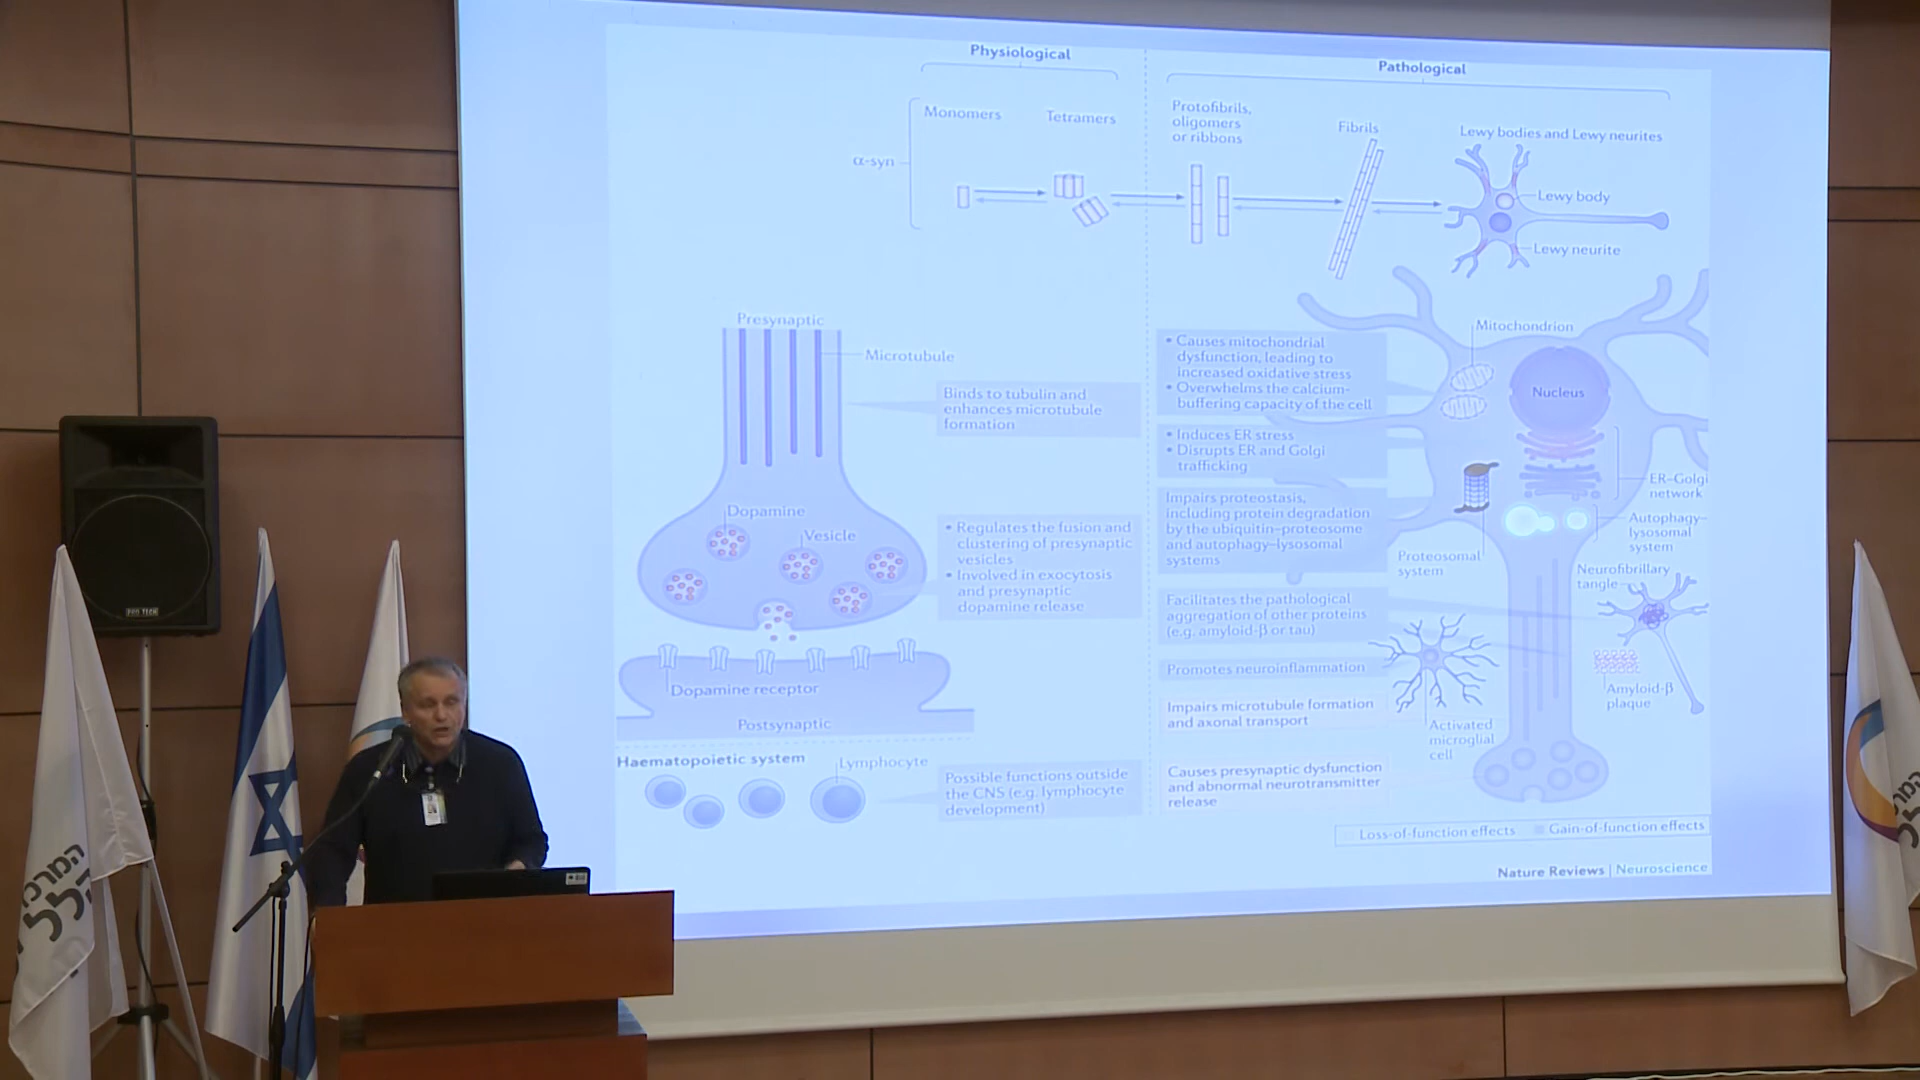 Physiological
Pathological
Monomers
Tetramers
Protofibrils,
oligomers
or ribbons
Fibrils
Lewy bodies and Lewy neurites
α-syn
Lewy body
Lewy neurite
Presynaptic
Microtubule
Binds to tubulin and
enhances microtubule
formation
Dopamine
Vesicle
• Regulates the fusion and
clustering of presynaptic
vesicles
• Involved in exocytosis
and presynaptic
dopamine release
Dopamine receptor
Postsynaptic
Haematopoietic system
Lymphocyte
Possible functions outside
the CNS (e.g. lymphocyte
development)
• Causes mitochondrial
dysfunction, leading to
increased oxidative stress
• Overwhelms the calcium-
buffering capacity of the cell
• Induces ER stress
• Disrupts ER and Golgi
trafficking
Impairs proteostasis,
including protein degradation
by the ubiquitin–proteosome
and autophagy–lysosomal
systems
Facilitates the pathological
aggregation of other proteins
(e.g. amyloid-β or tau)
Promotes neuroinflammation
Impairs microtubule formation
and axonal transport
Causes presynaptic dysfunction
and abnormal neurotransmitter
release
Mitochondrion
Nucleus
ER–Golgi
network
Autophagy–
lysosomal
system
Proteosomal
system
Neurofibrillary
tangle
Amyloid-β
plaque
Activated
microglial
cell
Loss-of-function effects
Gain-of-function effects
Nature Reviews | Neuroscience
PRO TECH